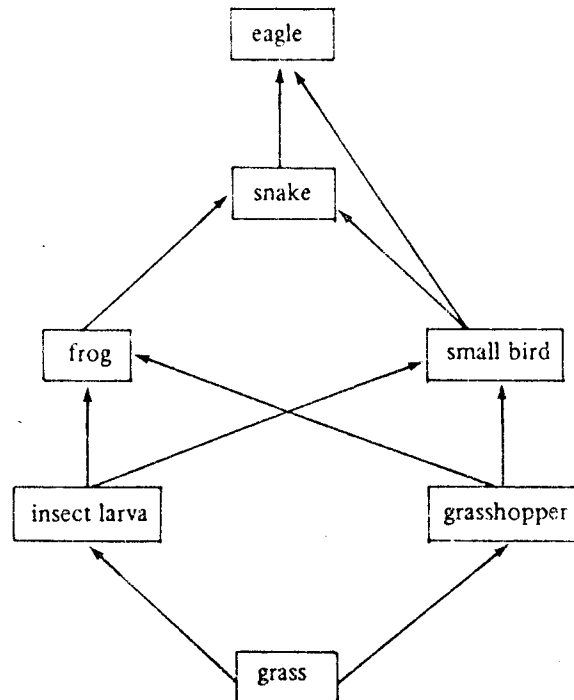 eagle
snake
frog
small bird
insect larva
grasshopper
grass